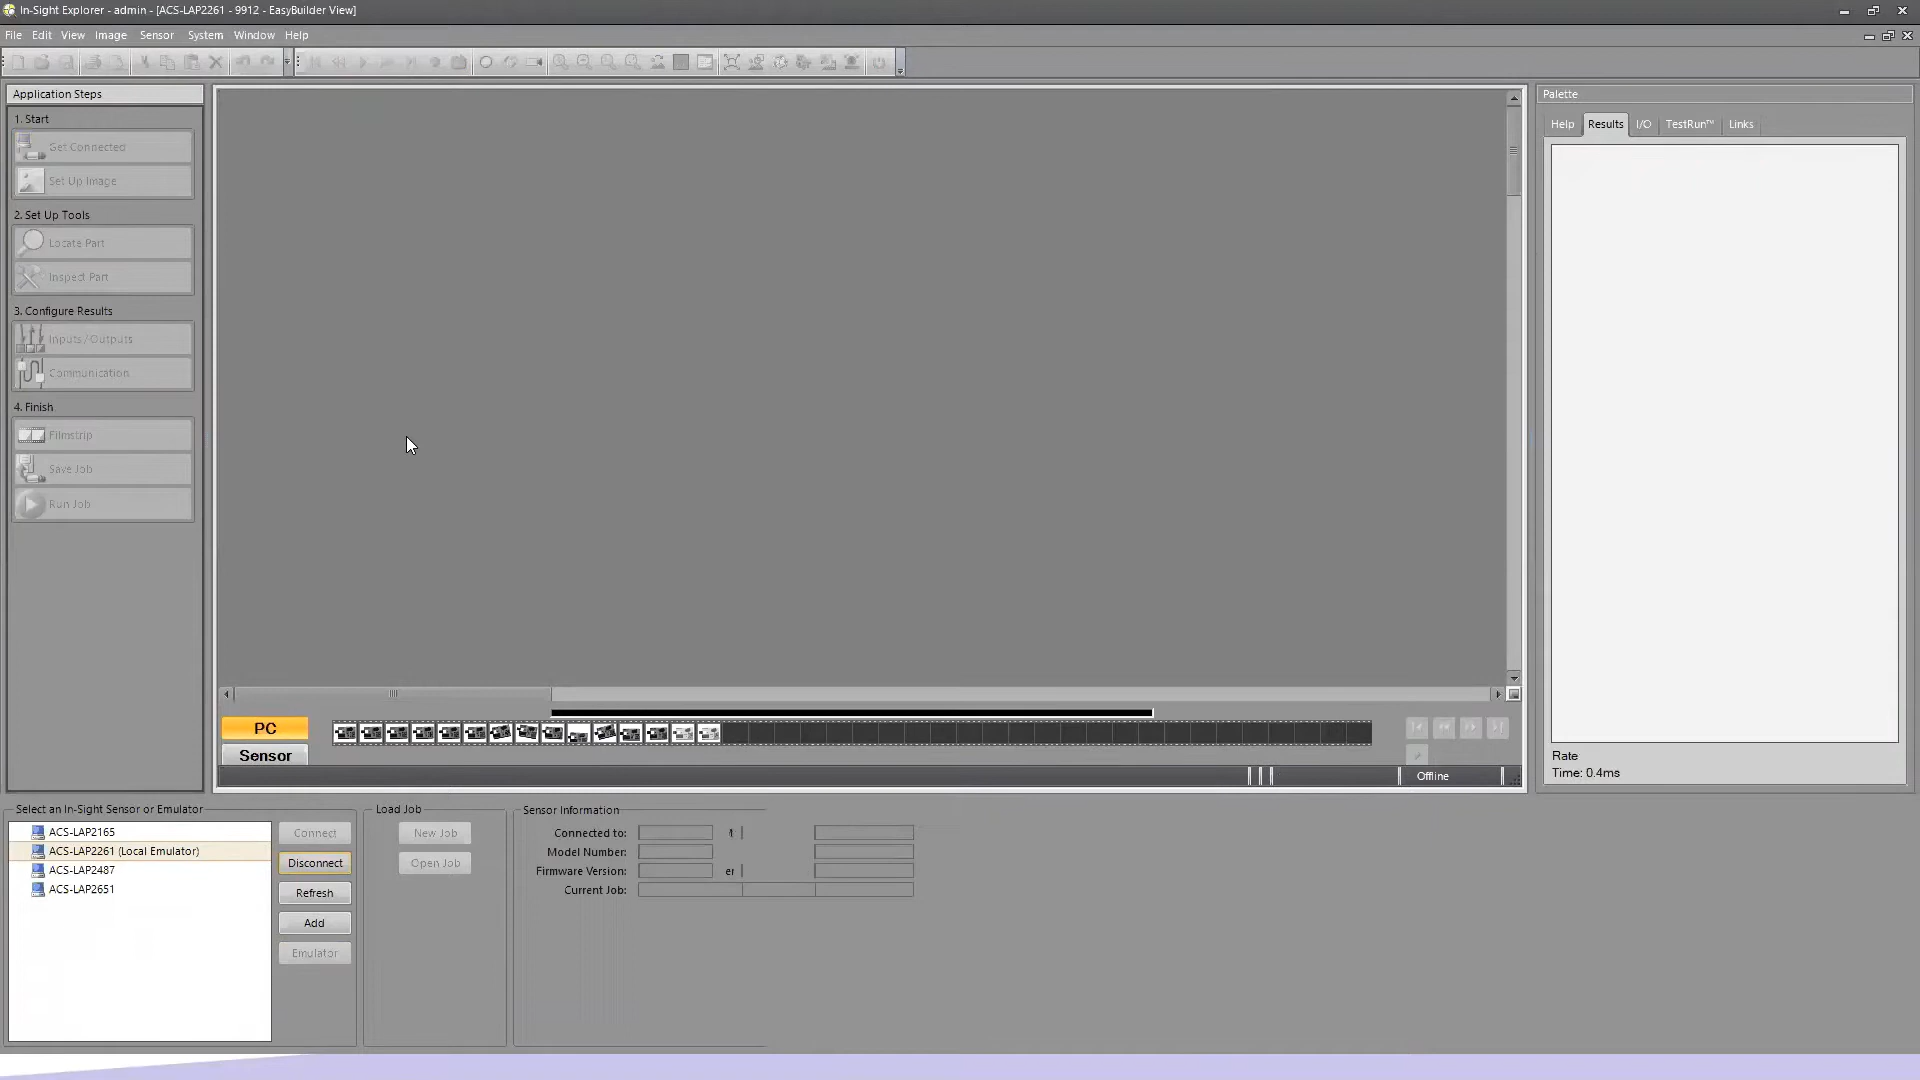 In-Sight Explorer - admin - [ACS-LAP2261 - 9912 - EasyBuilder View]
File Edit View Image Sensor System Window Help
Application Steps
1. Start
Get Connected
Set Up Image
2. Set Up Tools
Locate Part
Inspect Part
3. Configure Results
Inputs / Outputs
Communication
4. Finish
Filmstrip
Save Job
Run Job
PC
Sensor
Offline
Palette
Help Results I/O TestRun™ Links
Rate
Time: 0.4ms
Select an In-Sight Sensor or Emulator
ACS-LAP2165
ACS-LAP2261 (Local Emulator)
ACS-LAP2487
ACS-LAP2651
Connect
Disconnect
Refresh
Add
Emulator
Load Job
New Job
Open Job
Sensor Information
Connected to:
Model Number:
Firmware Version: er
Current Job: